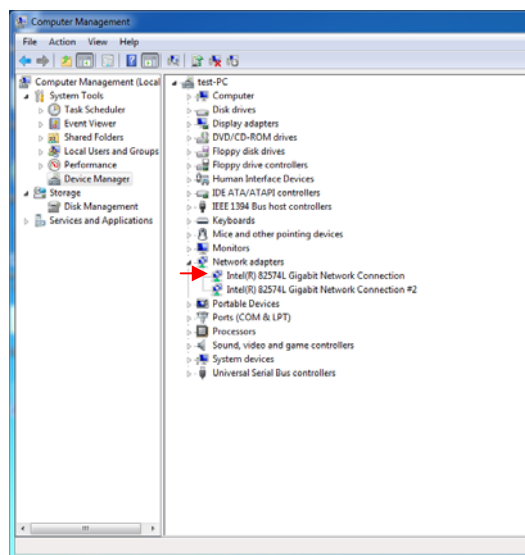 Computer Management
File Action View Help
Computer Management (Local
System Tools
Task Scheduler
Event Viewer
Shared Folders
Local Users and Groups
Performance
Device Manager
Storage
Disk Management
Services and Applications
test-PC
Computer
Disk drives
Display adapters
DVD/CD-ROM drives
Floppy disk drives
Floppy drive controllers
Human Interface Devices
IDE ATA/ATAPI controllers
IEEE 1394 Bus host controllers
Keyboards
Mice and other pointing devices
Monitors
Network adapters
Intel(R) 82574L Gigabit Network Connection
Intel(R) 82574L Gigabit Network Connection #2
Portable Devices
Ports (COM & LPT)
Processors
Sound, video and game controllers
System devices
Universal Serial Bus controllers